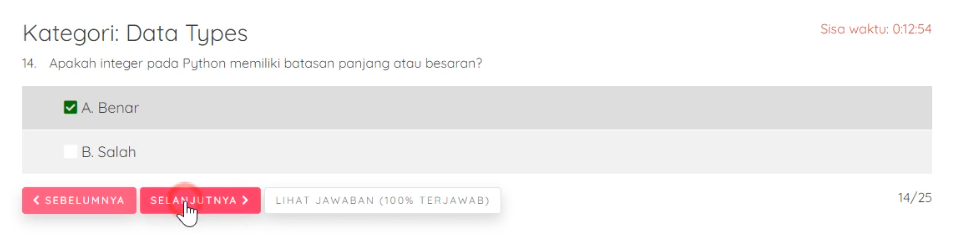 Kategori: Data Types
Sisa waktu: 0:12:54
14. Apakah integer pada Python memiliki batasan panjang atau besaran?
A. Benar
B. Salah
SEBELUMNYA
SELANJUTNYA
LIHAT JAWABAN (100% TERJAWAB)
14/25